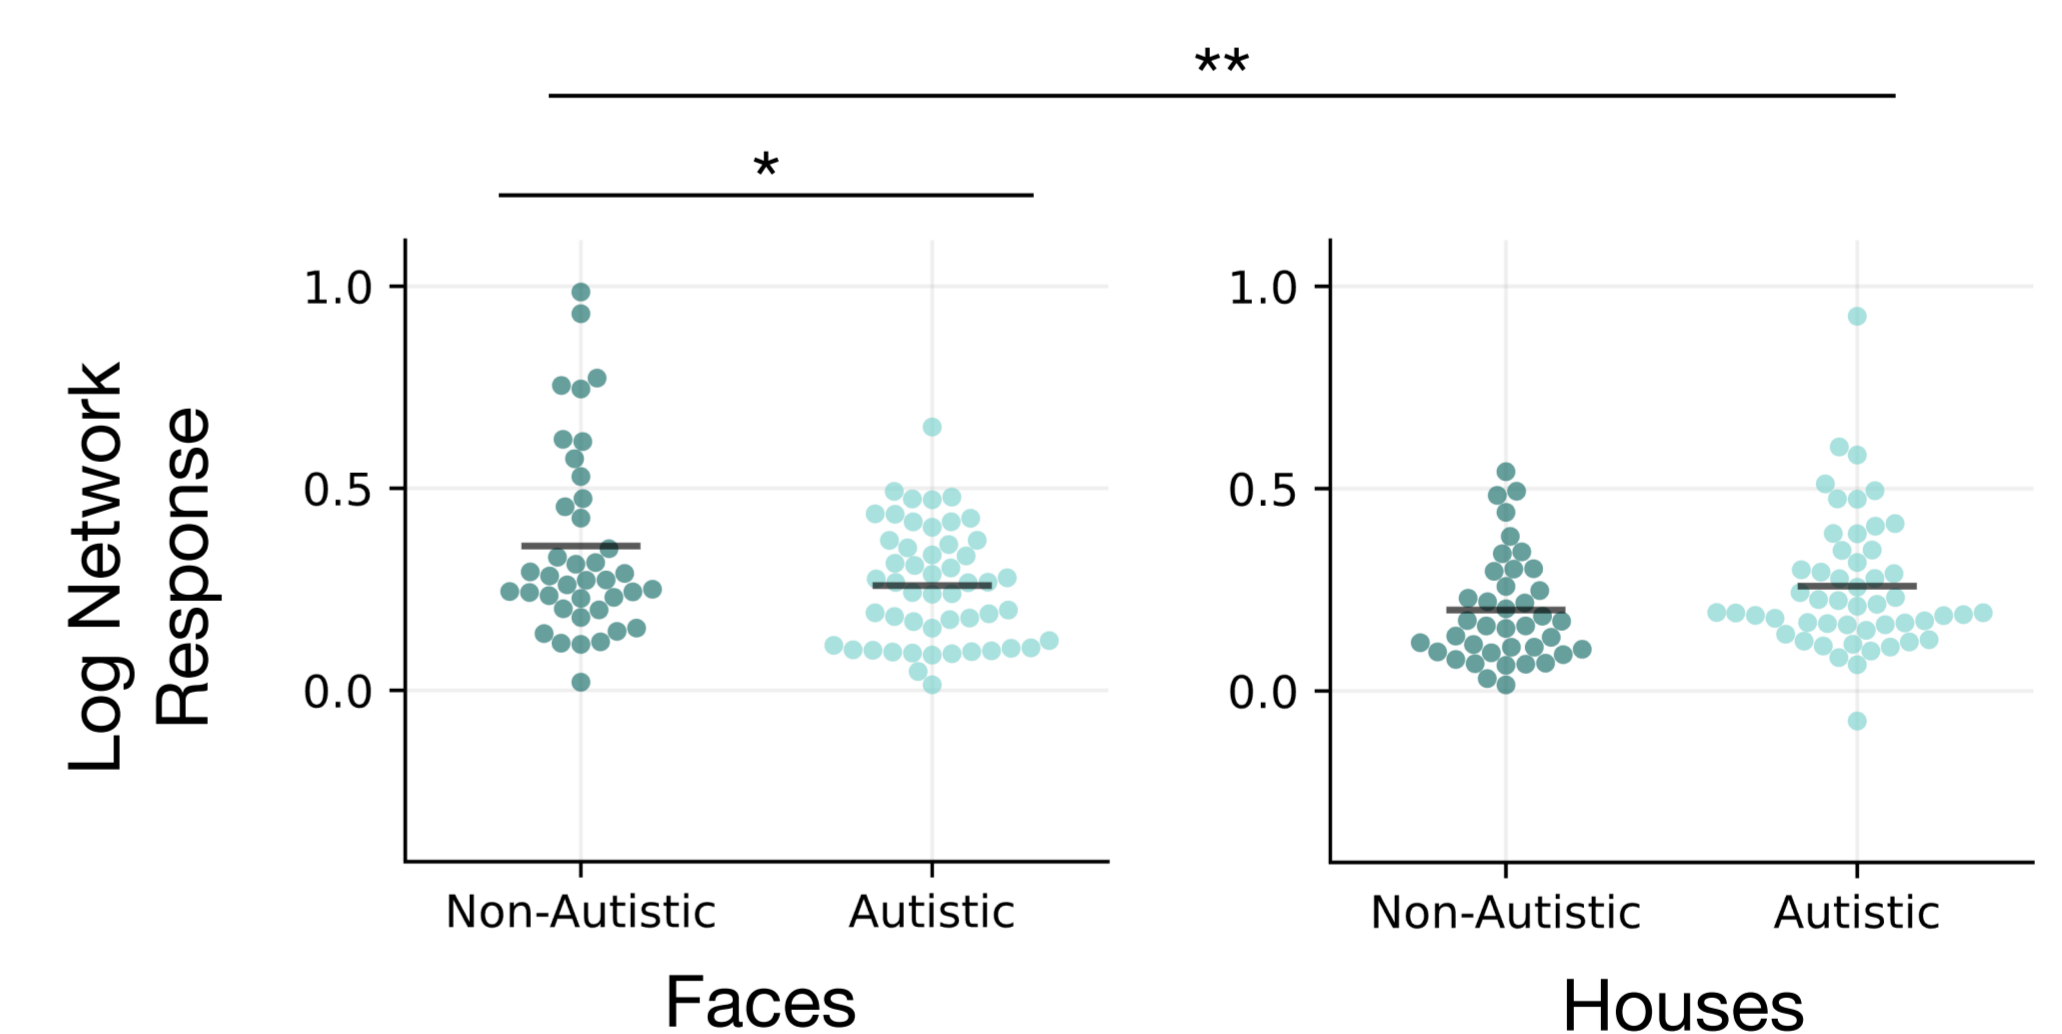 **
*
Log Network
Response
1.0
0.5
0.0
Non-Autistic
Autistic
Faces
1.0
0.5
0.0
Non-Autistic
Autistic
Houses